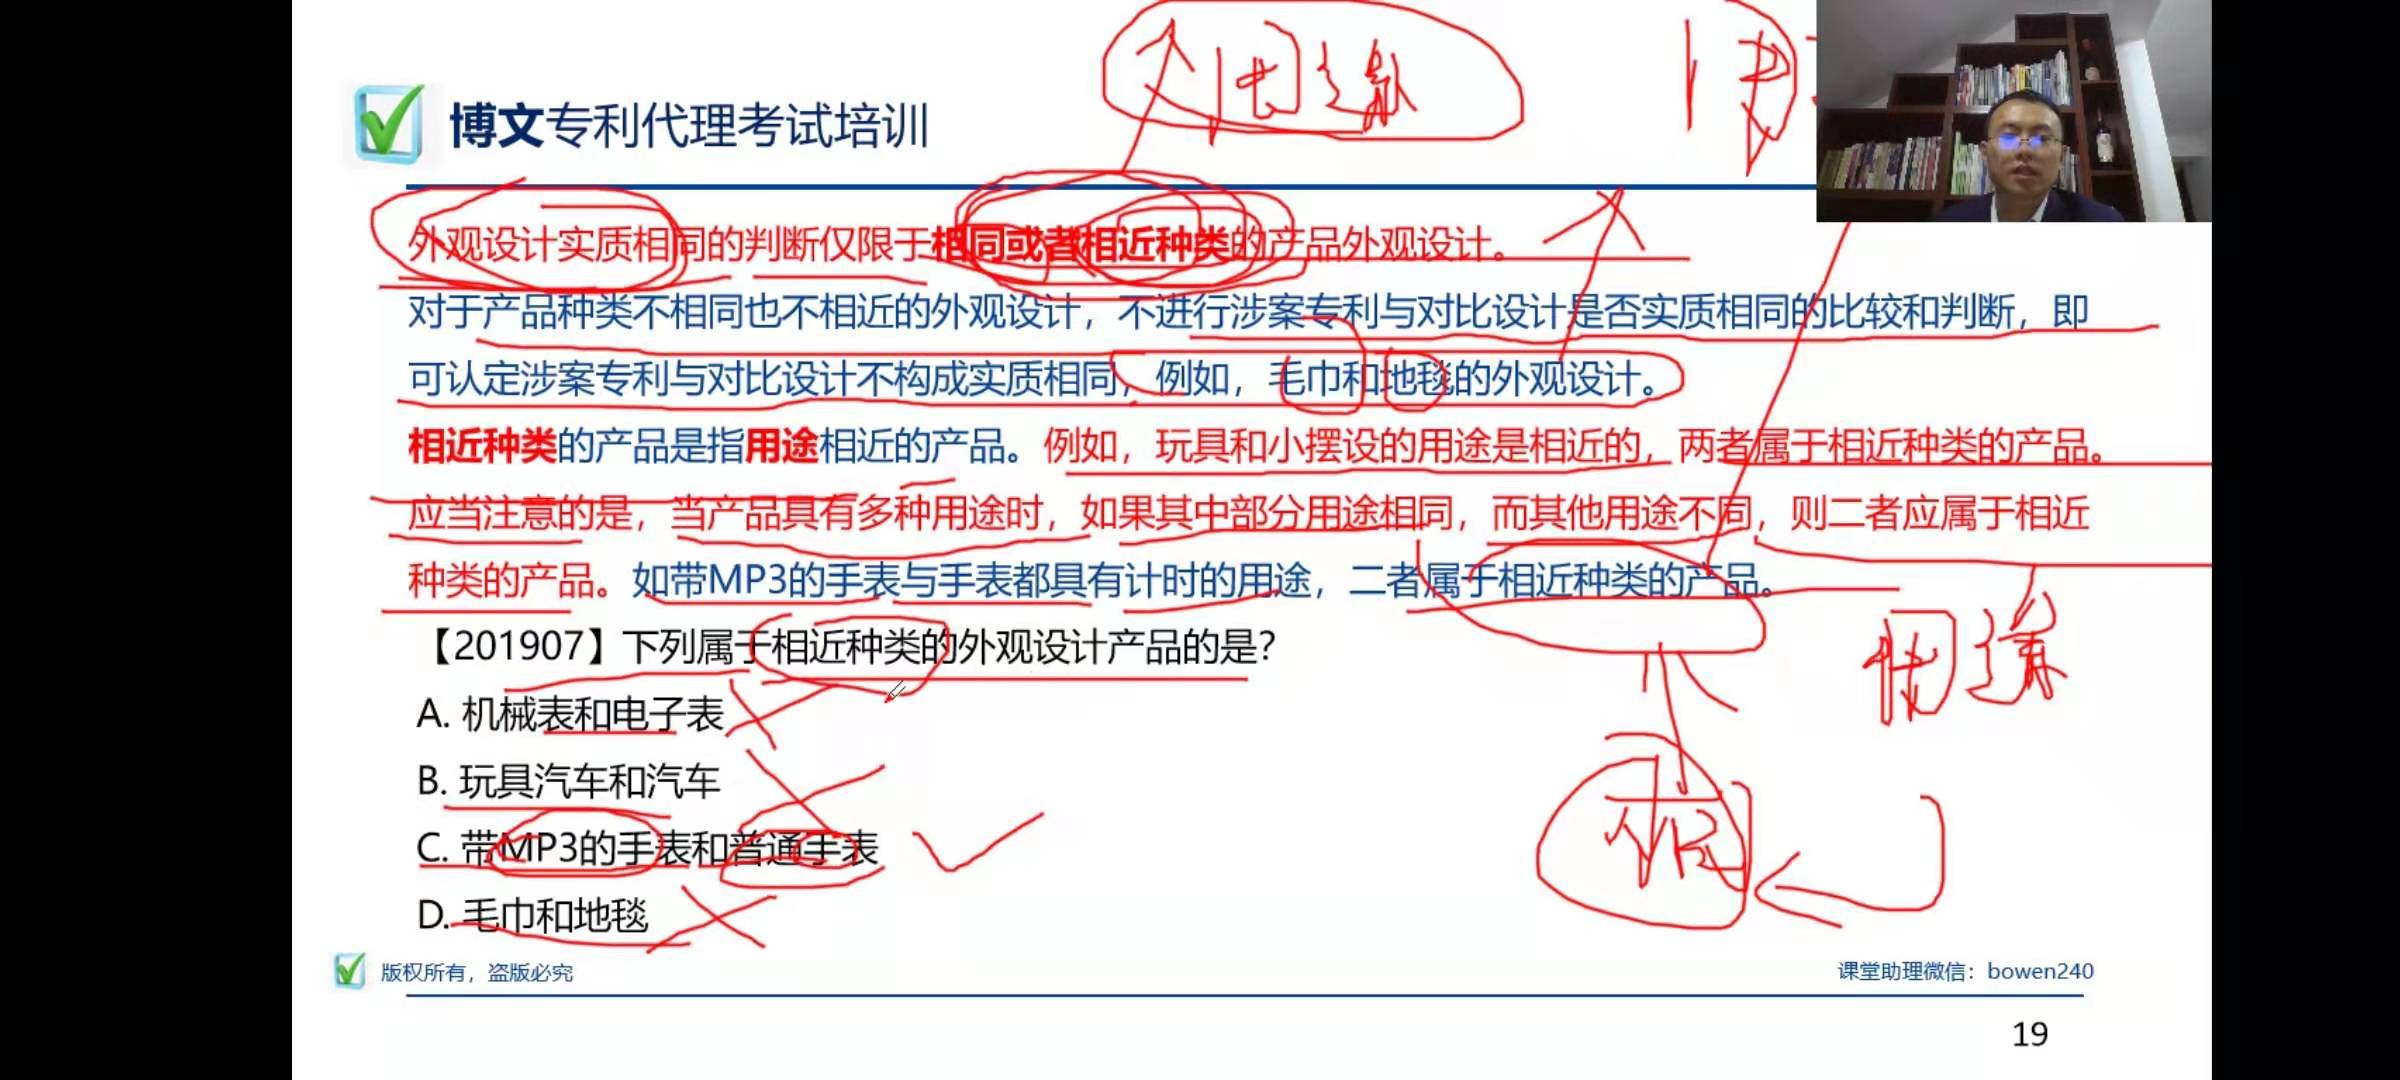 博文专利代理考试培训
用途
外观设计实质相同的判断仅限于相同或者相近种类的产品外观设计。
对于产品种类不相同也不相近的外观设计，不进行涉案专利与对比设计是否实质相同的比较和判断，即
可认定涉案专利与对比设计不构成实质相同，例如，毛巾和地毯的外观设计。
相近种类的产品是指用途相近的产品。例如，玩具和小摆设的用途是相近的，两者属于相近种类的产品。
应当注意的是，当产品具有多种用途时，如果其中部分用途相同，而其他用途不同，则二者应属于相近
种类的产品。如带MP3的手表与手表都具有计时的用途，二者属于相近种类的产品。
用途
【201907】下列属于相近种类的外观设计产品的是？
A. 机械表和电子表
B. 玩具汽车和汽车
C. 带MP3的手表和普通手表
D. 毛巾和地毯
版权所有，盗版必究
课堂助理微信：bowen240
19